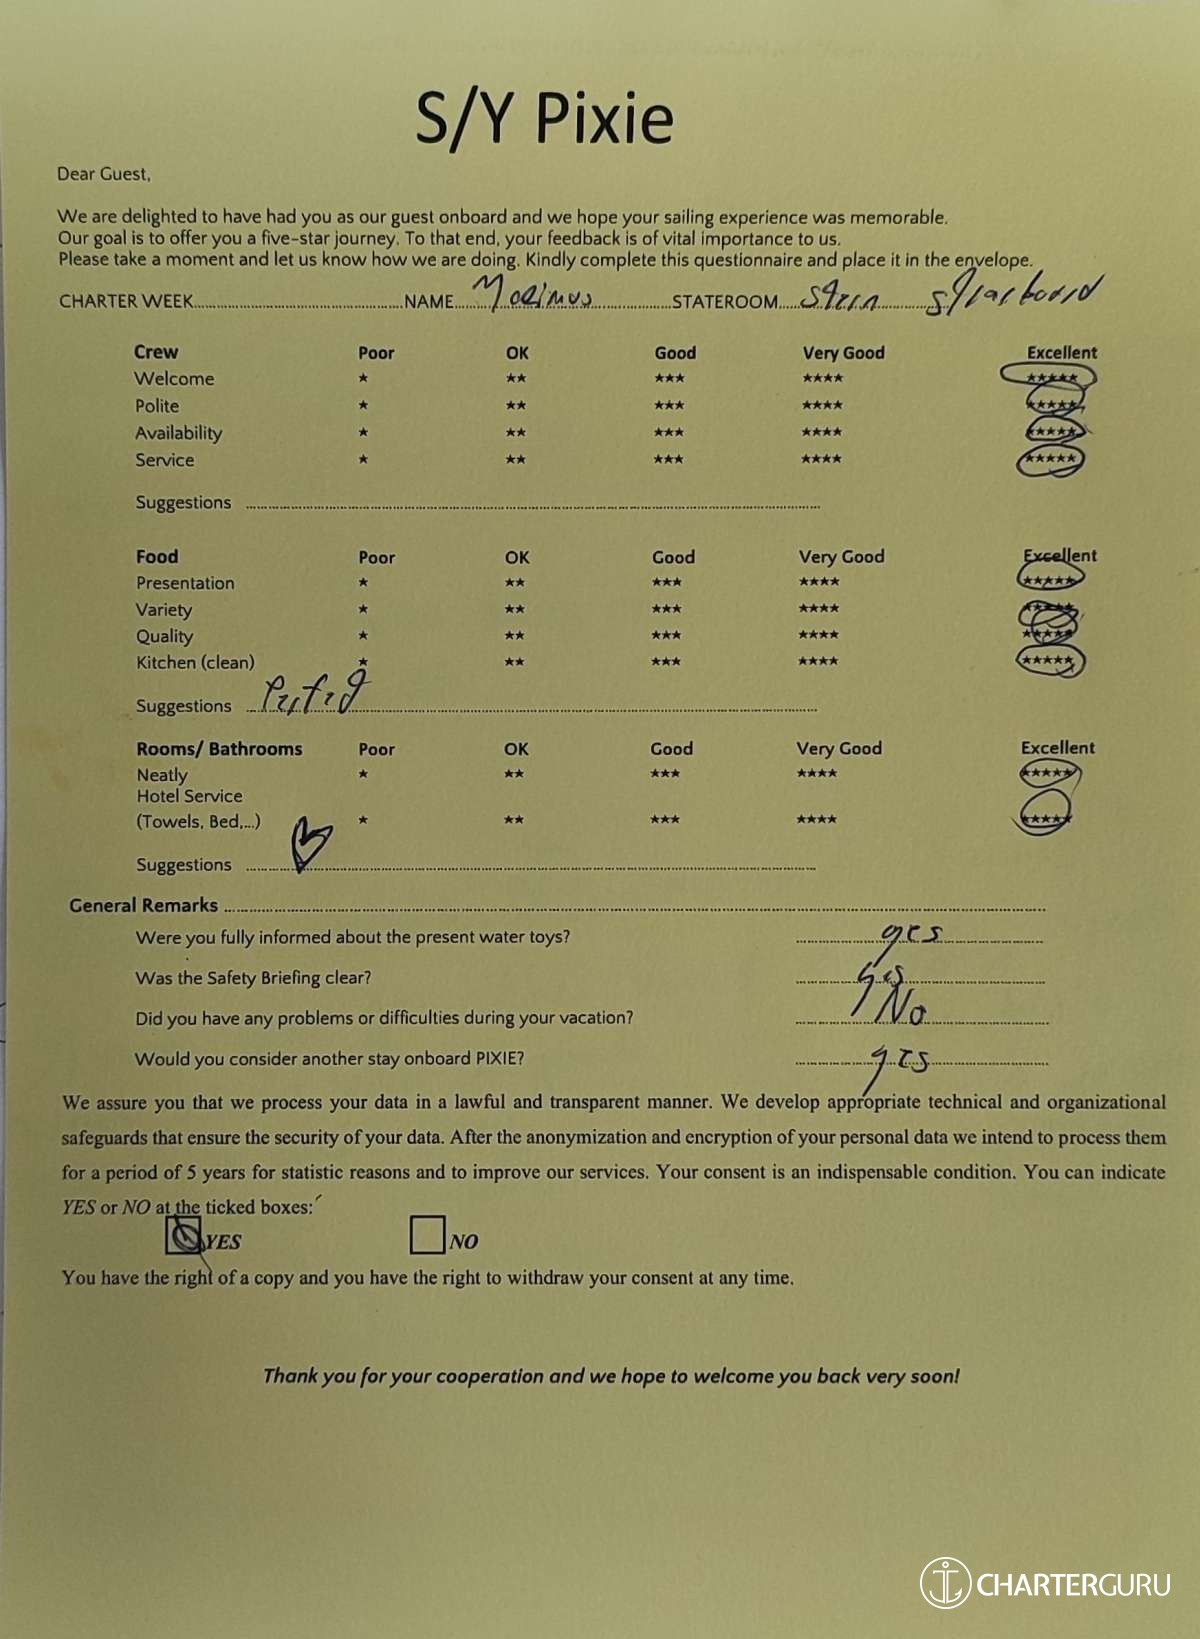 S/Y Pixie
Dear Guest,
We are delighted to have had you as our guest onboard and we hope your sailing experience was memorable.
Our goal is to offer you a five-star journey. To that end, your feedback is of vital importance to us.
Please take a moment and let us know how we are doing. Kindly complete this questionnaire and place it in the envelope.
CHARTER WEEK NAME STATEROOM Stern starboard
Crew Poor OK Good Very Good Excellent
Welcome ★ ★★ ★★★ ★★★★ ★★★★★
Polite ★ ★★ ★★★ ★★★★ ★★★★★
Availability ★ ★★ ★★★ ★★★★ ★★★★★
Service ★ ★★ ★★★ ★★★★ ★★★★★
Suggestions
Food Poor OK Good Very Good Excellent
Presentation ★ ★★ ★★★ ★★★★ ★★★★★
Variety ★ ★★ ★★★ ★★★★ ★★★★★
Quality ★ ★★ ★★★ ★★★★ ★★★★★
Kitchen (clean) ★ ★★ ★★★ ★★★★ ★★★★★
Suggestions
Rooms/ Bathrooms Poor OK Good Very Good Excellent
Neatly ★ ★★ ★★★ ★★★★ ★★★★★
Hotel Service
(Towels, Bed,...) ★ ★★ ★★★ ★★★★ ★★★★★
Suggestions
General Remarks
Were you fully informed about the present water toys? yes
Was the Safety Briefing clear? yes
Did you have any problems or difficulties during your vacation? No
Would you consider another stay onboard PIXIE? yes
We assure you that we process your data in a lawful and transparent manner. We develop appropriate technical and organizational
safeguards that ensure the security of your data. After the anonymization and encryption of your personal data we intend to process them
for a period of 5 years for statistic reasons and to improve our services. Your consent is an indispensable condition. You can indicate
YES or NO at the ticked boxes:
YES NO
You have the right of a copy and you have the right to withdraw your consent at any time.
Thank you for your cooperation and we hope to welcome you back very soon!
CHARTERGURU